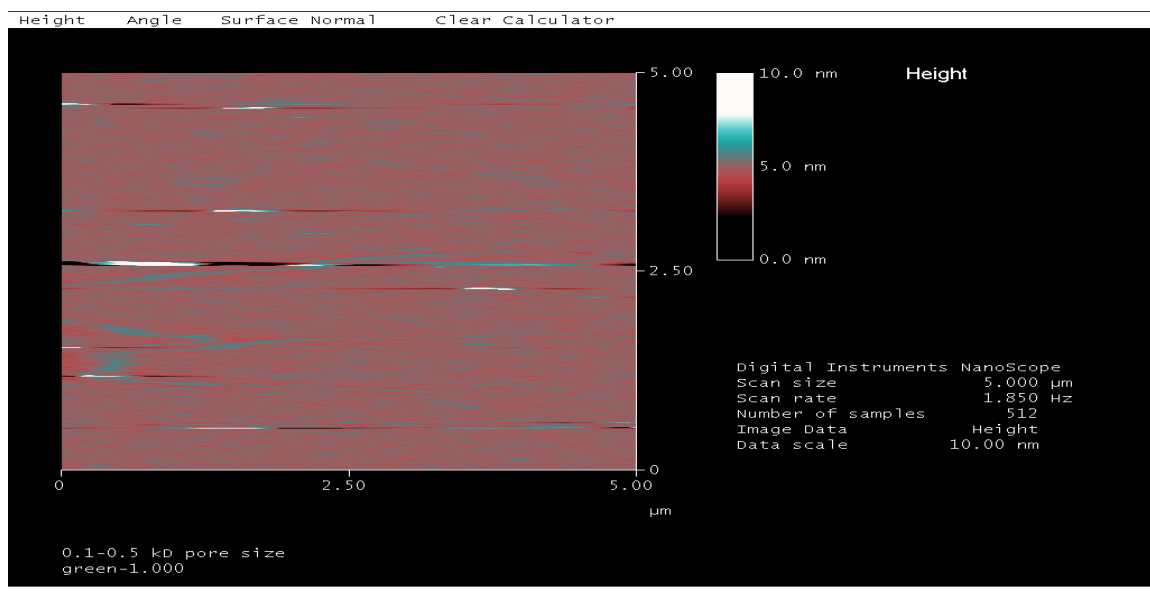 Height Angle Surface Normal Clear Calculator
5.00
10.0 nm
Height
5.0 nm
0.0 nm
2.50
Digital Instruments NanoScope
Scan size 5.000 µm
Scan rate 1.850 Hz
Number of samples 512
Image Data Height
Data scale 10.00 nm
0
0 2.50 5.00
µm
0.1-0.5 kD pore size
green-1.000